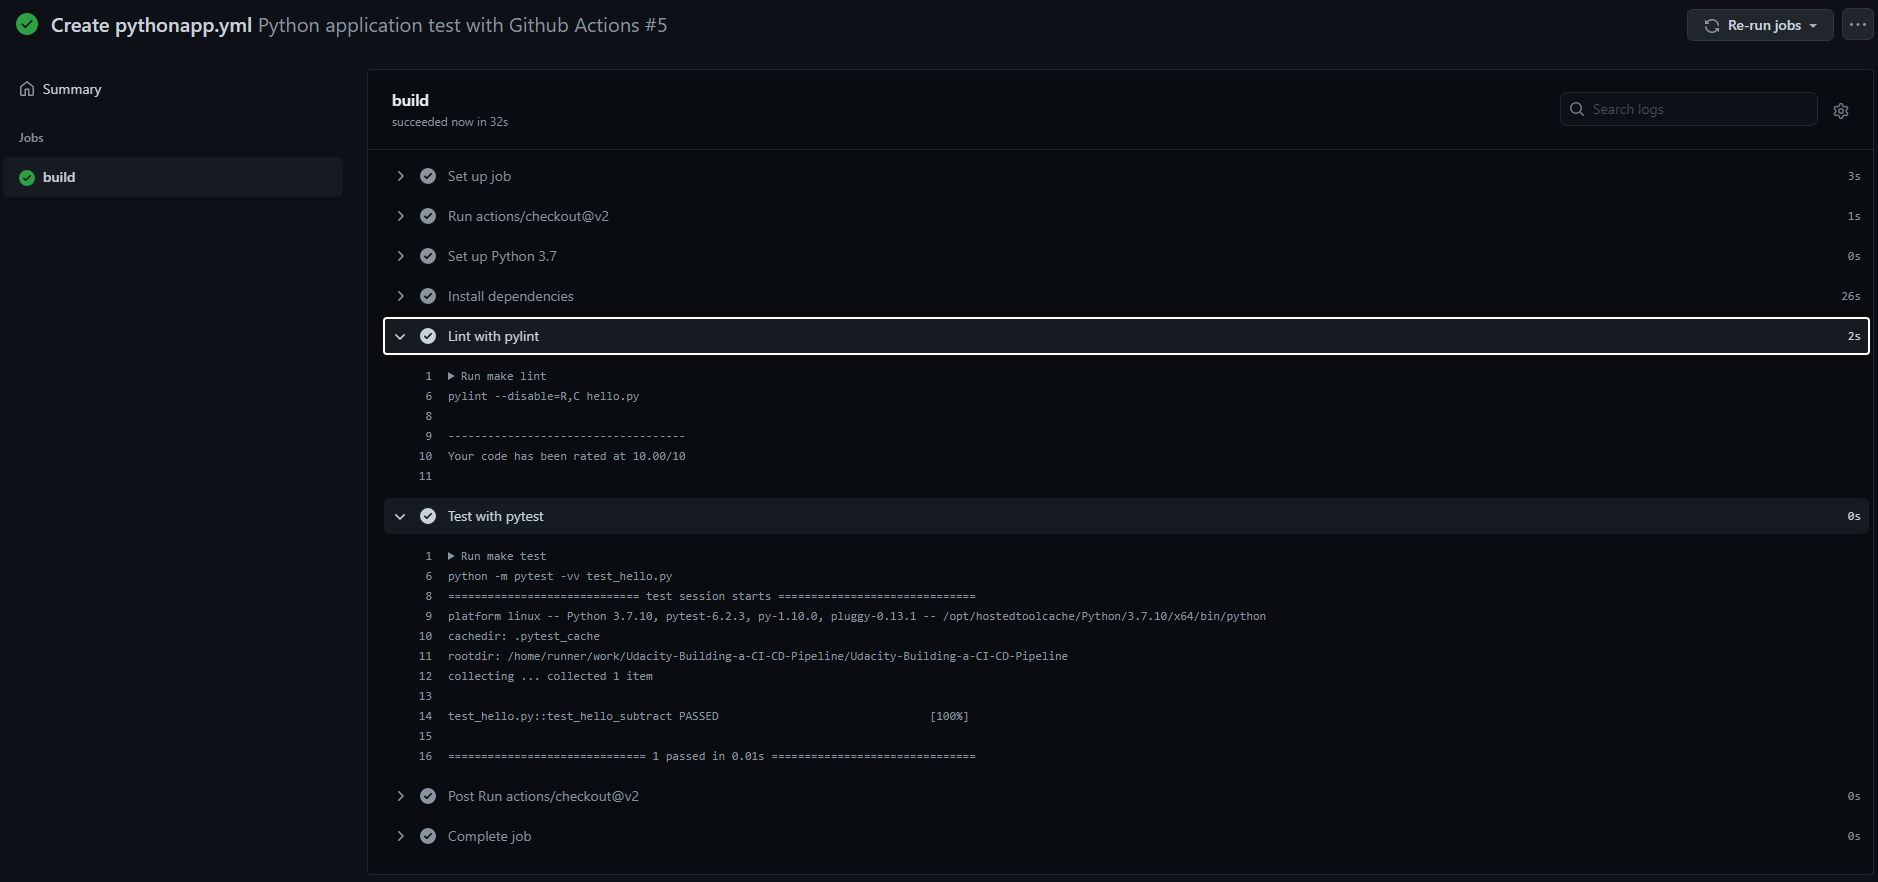 Create pythonapp.yml Python application test with Github Actions #5
Re-run jobs
Summary
Jobs
build
build
succeeded now in 32s
Search logs
Set up job 3s
Run actions/checkout@v2 1s
Set up Python 3.7 0s
Install dependencies 26s
Lint with pylint 2s
1 Run make lint
6 pylint --disable=R,C hello.py
8
9 ------------------------------------
10 Your code has been rated at 10.00/10
11
Test with pytest 0s
1 Run make test
6 python -m pytest -vv test_hello.py
8 ============================= test session starts ==============================
9 platform linux -- Python 3.7.10, pytest-6.2.3, py-1.10.0, pluggy-0.13.1 -- /opt/hostedtoolcache/Python/3.7.10/x64/bin/python
10 cachedir: .pytest_cache
11 rootdir: /home/runner/work/Udacity-Building-a-CI-CD-Pipeline/Udacity-Building-a-CI-CD-Pipeline
12 collecting ... collected 1 item
13
14 test_hello.py::test_hello_subtract PASSED [100%]
15
16 ============================== 1 passed in 0.01s ===============================
Post Run actions/checkout@v2 0s
Complete job 0s